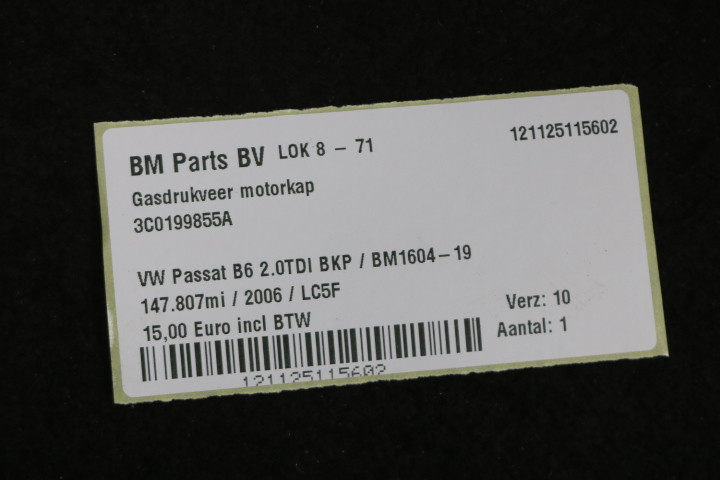 BM Parts BV LOK 8 - 71 121125115602
Gasdrukveer motorkap
3C0199855A
VW Passat B6 2.0TDI BKP / BM1604-19
147.807mi / 2006 / LC5F
15,00 Euro incl BTW
Verz: 10
Aantal: 1
121125115602